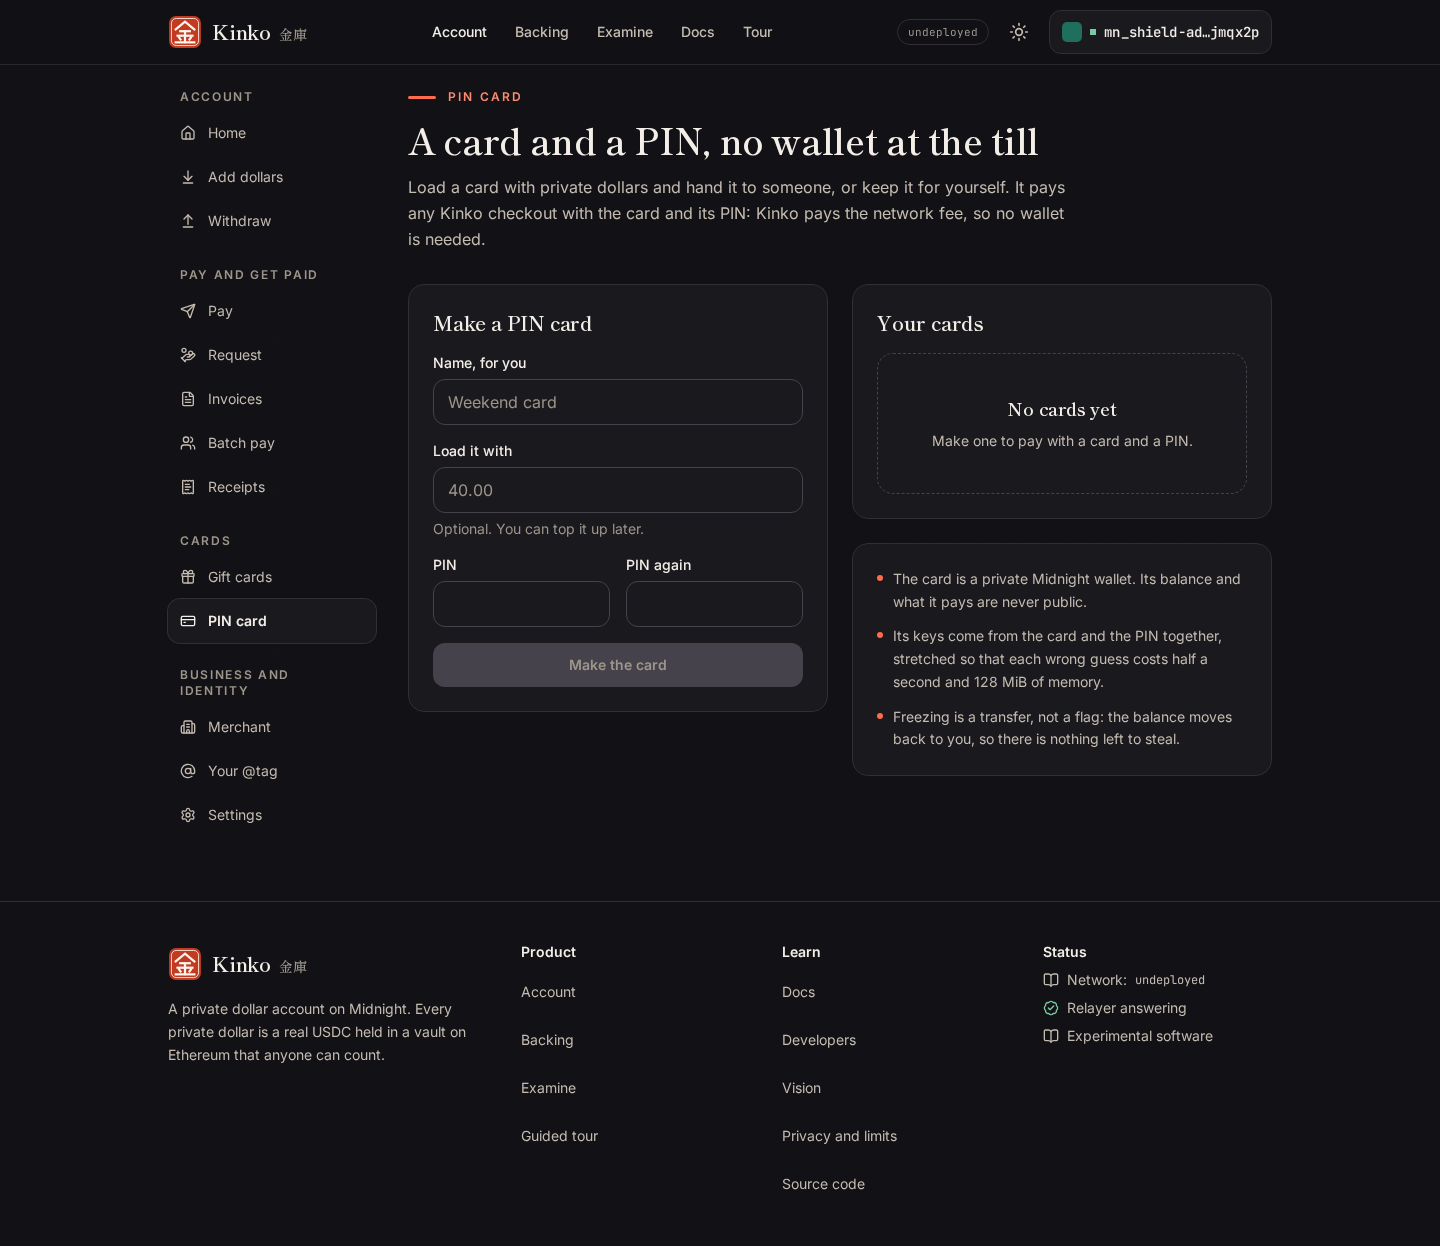 金 Kinko 金庫
Account Backing Examine Docs Tour
undeployed
mn_shield-ad…jmqx2p
ACCOUNT
Home
Add dollars
Withdraw
PAY AND GET PAID
Pay
Request
Invoices
Batch pay
Receipts
CARDS
Gift cards
PIN card
BUSINESS AND
IDENTITY
Merchant
Your @tag
Settings
PIN CARD
A card and a PIN, no wallet at the till
Load a card with private dollars and hand it to someone, or keep it for yourself. It pays
any Kinko checkout with the card and its PIN: Kinko pays the network fee, so no wallet
is needed.
Make a PIN card
Name, for you
Weekend card
Load it with
40.00
Optional. You can top it up later.
PIN
PIN again
Make the card
Your cards
No cards yet
Make one to pay with a card and a PIN.
The card is a private Midnight wallet. Its balance and
what it pays are never public.
Its keys come from the card and the PIN together,
stretched so that each wrong guess costs half a
second and 128 MiB of memory.
Freezing is a transfer, not a flag: the balance moves
back to you, so there is nothing left to steal.
金 Kinko 金庫
A private dollar account on Midnight. Every
private dollar is a real USDC held in a vault on
Ethereum that anyone can count.
Product
Account
Backing
Examine
Guided tour
Learn
Docs
Developers
Vision
Privacy and limits
Source code
Status
Network: undeployed
Relayer answering
Experimental software